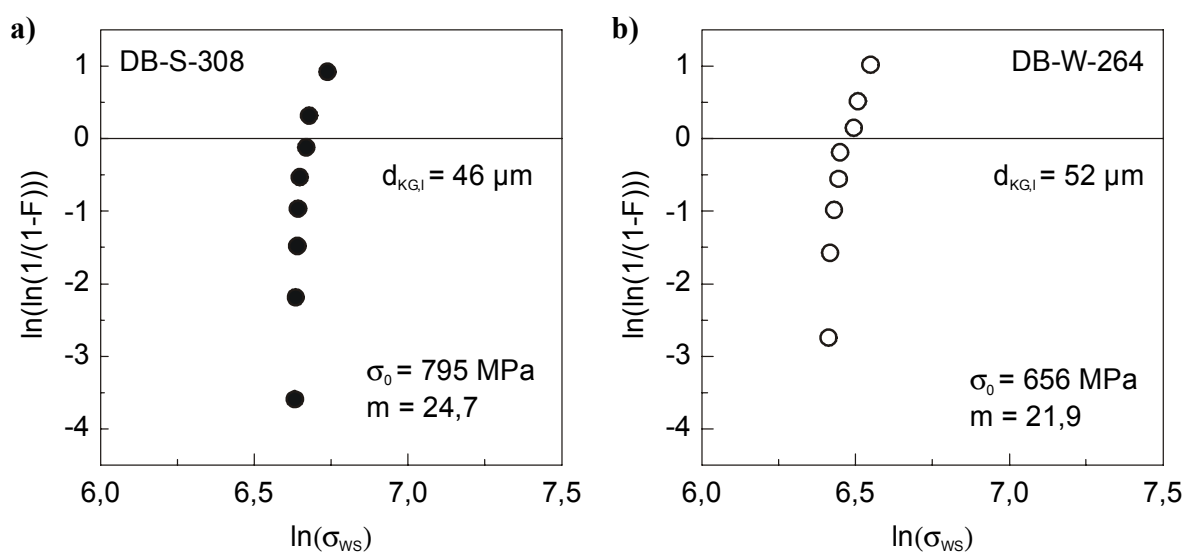 a)
DB-S-308
1
0
-1
-2
-3
-4
ln(ln(1/(1-F)))
d_KG,I = 46 µm
σ₀ = 795 MPa
m = 24,7
6,0 6,5 7,0 7,5
ln(σ_WS)
b)
DB-W-264
1
0
-1
-2
-3
-4
ln(ln(1/(1-F)))
d_KG,I = 52 µm
σ₀ = 656 MPa
m = 21,9
6,0 6,5 7,0 7,5
ln(σ_WS)